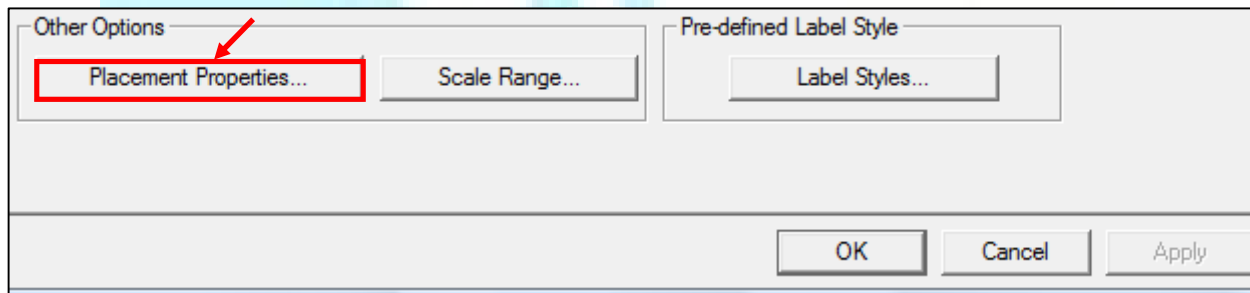 Other Options
Pre-defined Label Style
Placement Properties...
Scale Range...
Label Styles...
OK
Cancel
Apply